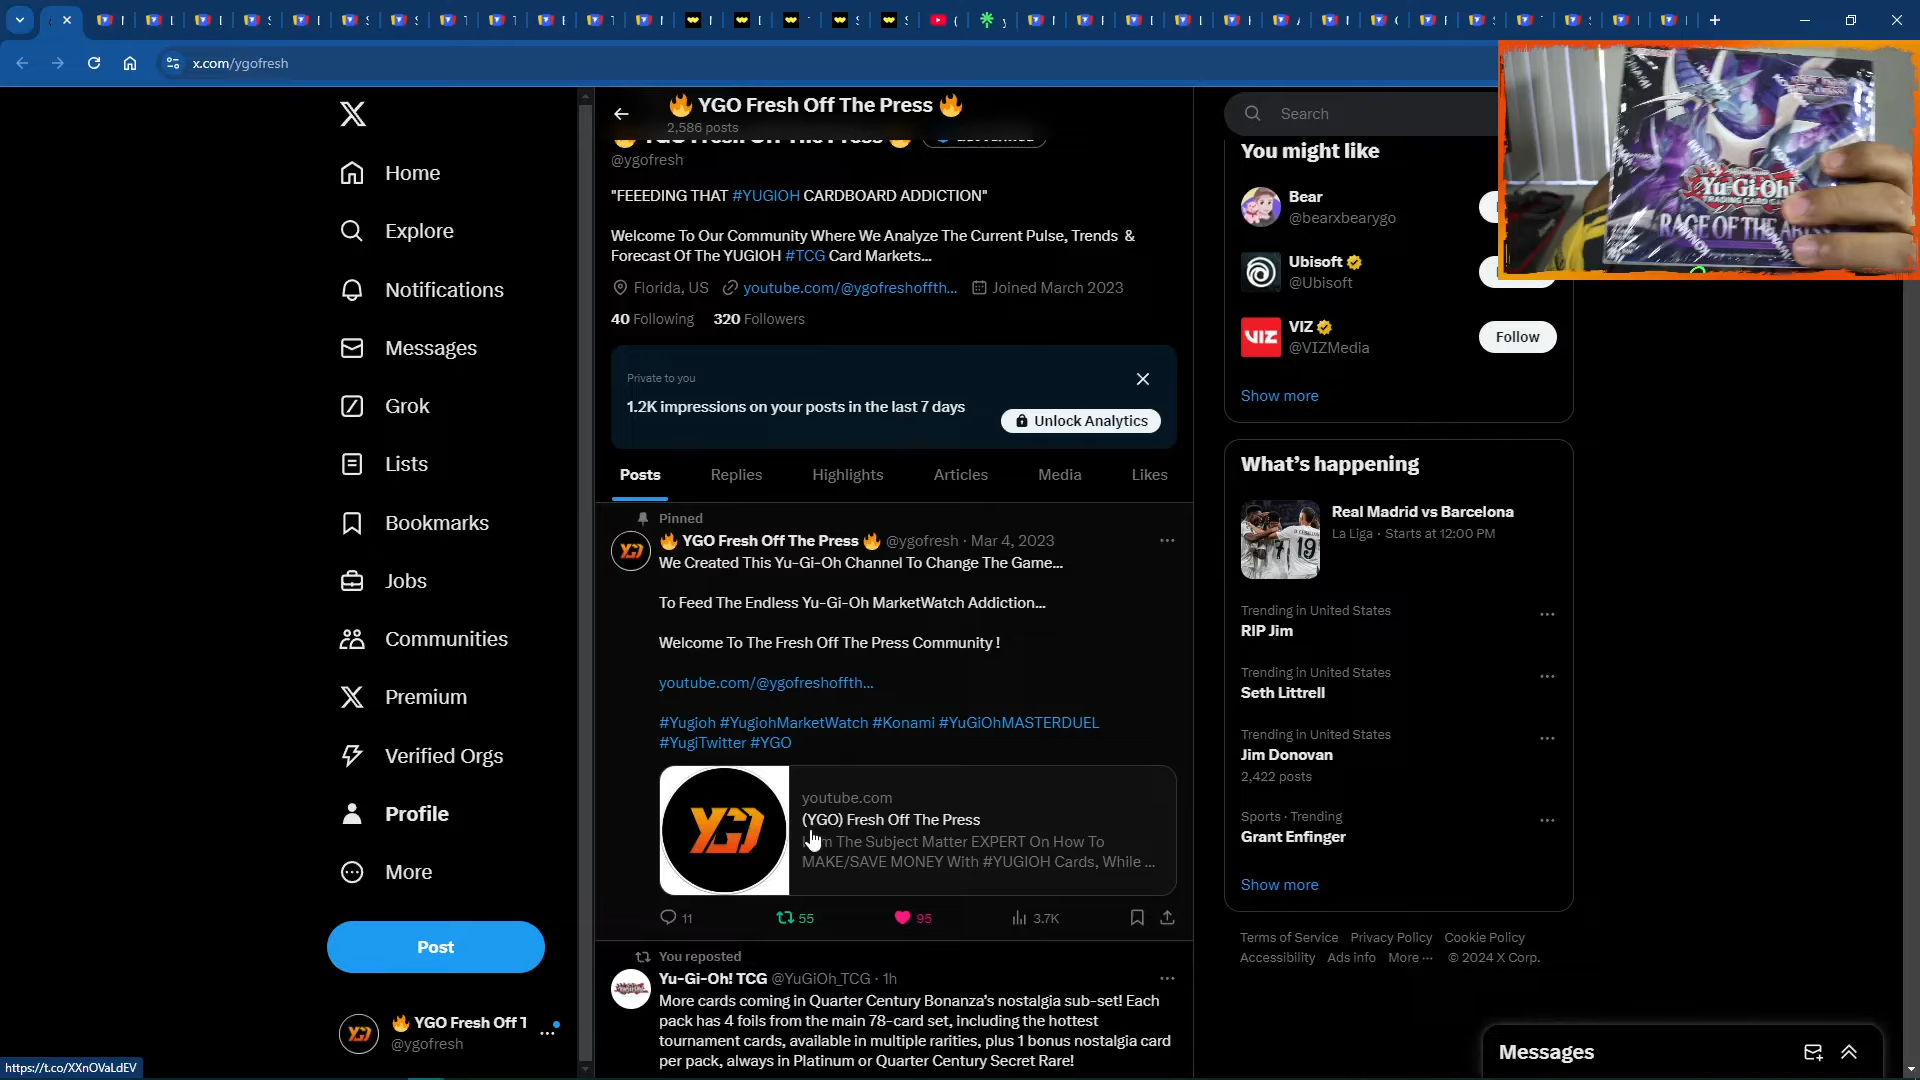 x.com/ygofresh
🔥 YGO Fresh Off The Press 🔥
2,586 posts
@ygofresh
"FEEEDING THAT #YUGIOH CARDBOARD ADDICTION"
Welcome To Our Community Where We Analyze The Current Pulse, Trends &
Forecast Of The YUGIOH #TCG Card Markets...
Florida, US youtube.com/@ygofreshoffth... Joined March 2023
40 Following 320 Followers
Private to you
1.2K impressions on your posts in the last 7 days
Unlock Analytics
Posts Replies Highlights Articles Media Likes
Pinned
🔥 YGO Fresh Off The Press 🔥 @ygofresh · Mar 4, 2023
We Created This Yu-Gi-Oh Channel To Change The Game...
To Feed The Endless Yu-Gi-Oh MarketWatch Addiction...
Welcome To The Fresh Off The Press Community !
youtube.com/@ygofreshoffth...
#Yugioh #YugiohMarketWatch #Konami #YuGiOhMASTERDUEL
#YugiTwitter #YGO
YGO
youtube.com
(YGO) Fresh Off The Press
The Subject Matter EXPERT On How To
MAKE/SAVE MONEY With #YUGIOH Cards, While ...
11 55 95 3.7K
You reposted
Yu-Gi-Oh! TCG @YuGiOh_TCG · 1h
More cards coming in Quarter Century Bonanza's nostalgia sub-set! Each
pack has 4 foils from the main 78-card set, including the hottest
tournament cards, available in multiple rarities, plus 1 bonus nostalgia card
per pack, always in Platinum or Quarter Century Secret Rare!
Home
Explore
Notifications
Messages
Grok
Lists
Bookmarks
Jobs
Communities
Premium
Verified Orgs
Profile
More
Post
🔥 YGO Fresh Off T
@ygofresh
https://t.co/XXnOVaLdEV
Search
You might like
Bear
@bearxbearygo
Ubisoft
@Ubisoft
VIZ
@VIZMedia
Follow
Show more
What's happening
Real Madrid vs Barcelona
La Liga · Starts at 12:00 PM
Trending in United States
RIP Jim
Trending in United States
Seth Littrell
Trending in United States
Jim Donovan
2,422 posts
Sports · Trending
Grant Enfinger
Show more
Terms of Service Privacy Policy Cookie Policy
Accessibility Ads info More ··· © 2024 X Corp.
Messages
Yu-Gi-Oh!
TRADING CARD GAME
RAGE OF THE
KONAMI